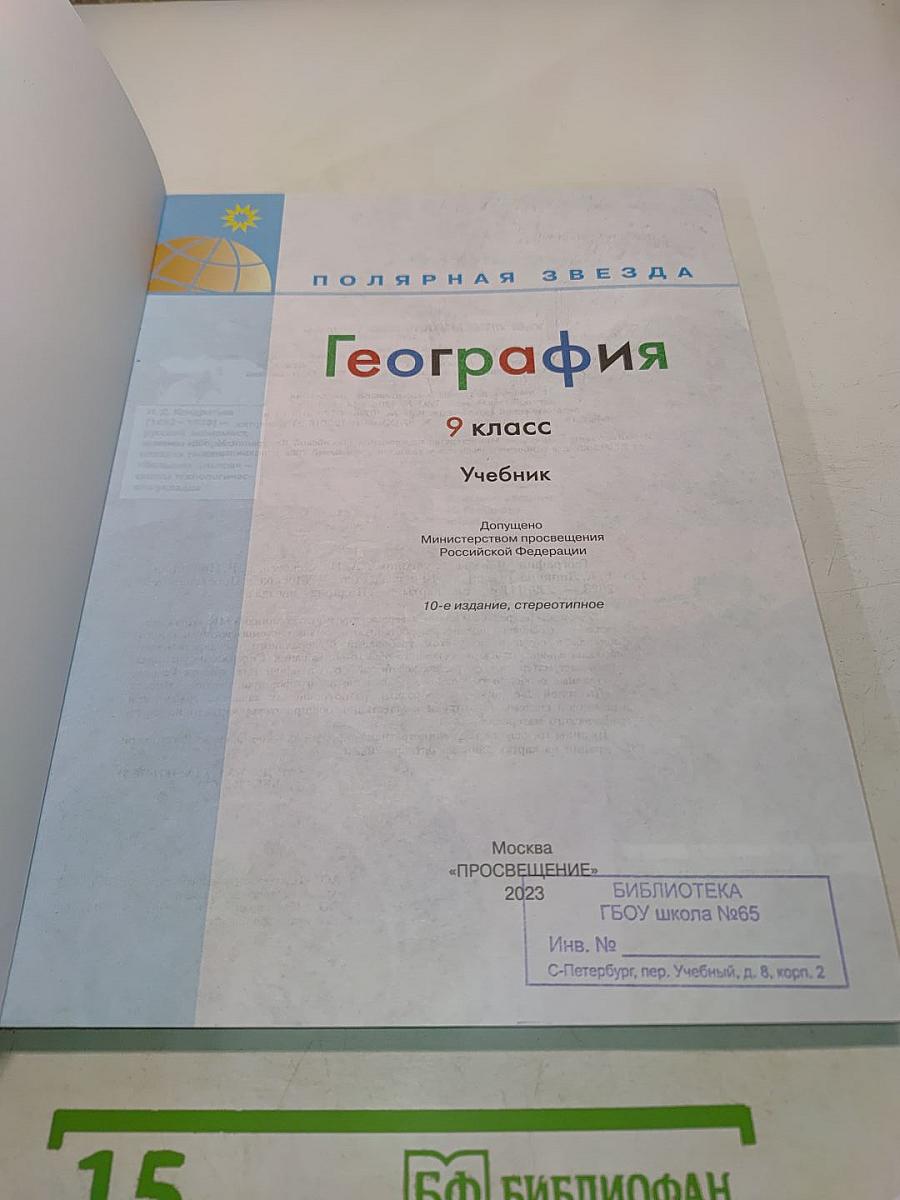 ПОЛЯРНАЯ ЗВЕЗДА
География
9 класс
Учебник
Допущено
Министерством просвещения
Российской Федерации
10-е издание, стереотипное
Москва
«ПРОСВЕЩЕНИЕ»
2023
БИБЛИОТЕКА
ГБОУ школа №65
Инв. №
С-Петербург, пер. Учебный, д. 8, корп. 2
15
БФ БИБЛИОФАН